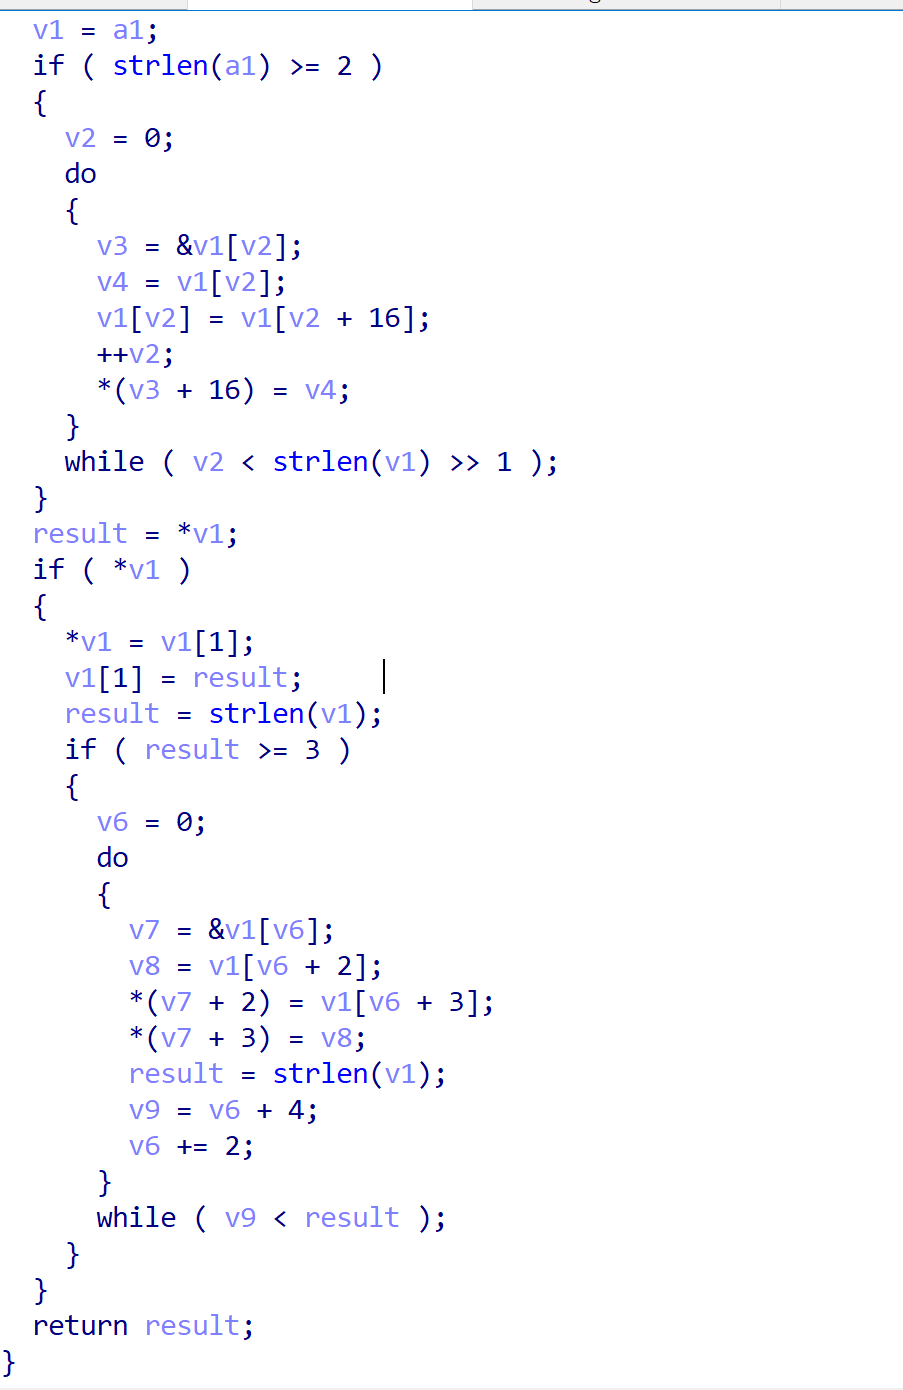 v1 = a1;
if ( strlen(a1) >= 2 )
{
v2 = 0;
do
{
v3 = &v1[v2];
v4 = v1[v2];
v1[v2] = v1[v2 + 16];
++v2;
*(v3 + 16) = v4;
}
while ( v2 < strlen(v1) >> 1 );
}
result = *v1;
if ( *v1 )
{
*v1 = v1[1];
v1[1] = result;
result = strlen(v1);
if ( result >= 3 )
{
v6 = 0;
do
{
v7 = &v1[v6];
v8 = v1[v6 + 2];
*(v7 + 2) = v1[v6 + 3];
*(v7 + 3) = v8;
result = strlen(v1);
v9 = v6 + 4;
v6 += 2;
}
while ( v9 < result );
}
}
return result;
}